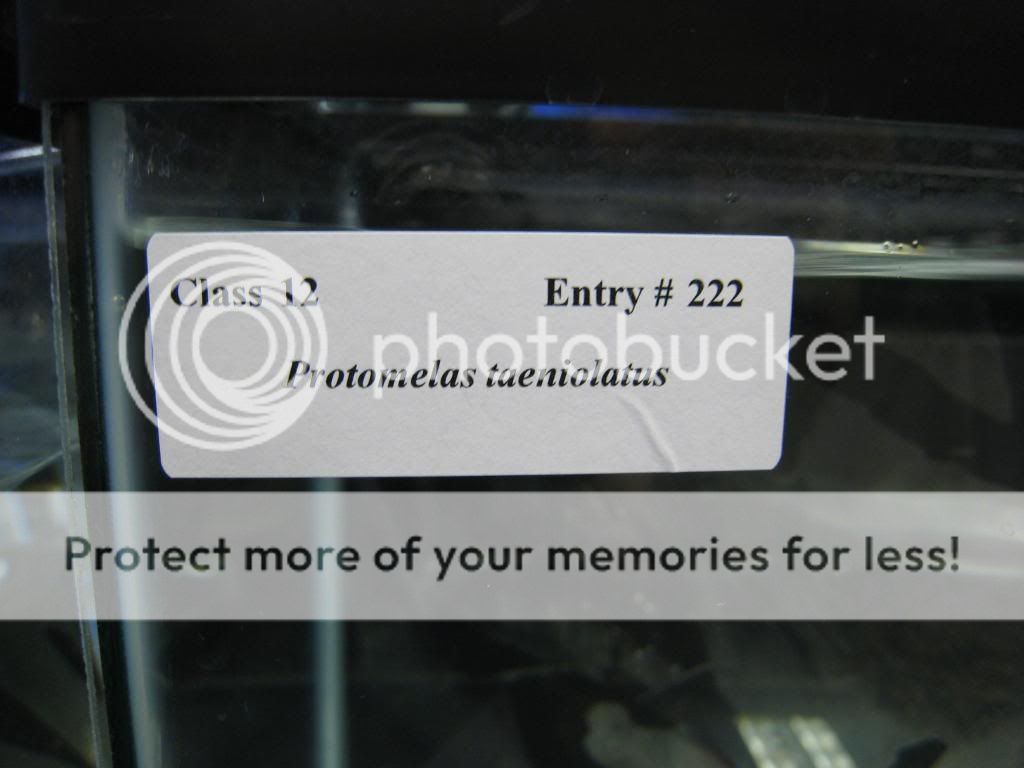 Class 12 Entry # 222
photobucket
Protomelas taeniolatus
Protect more of your memories for less!